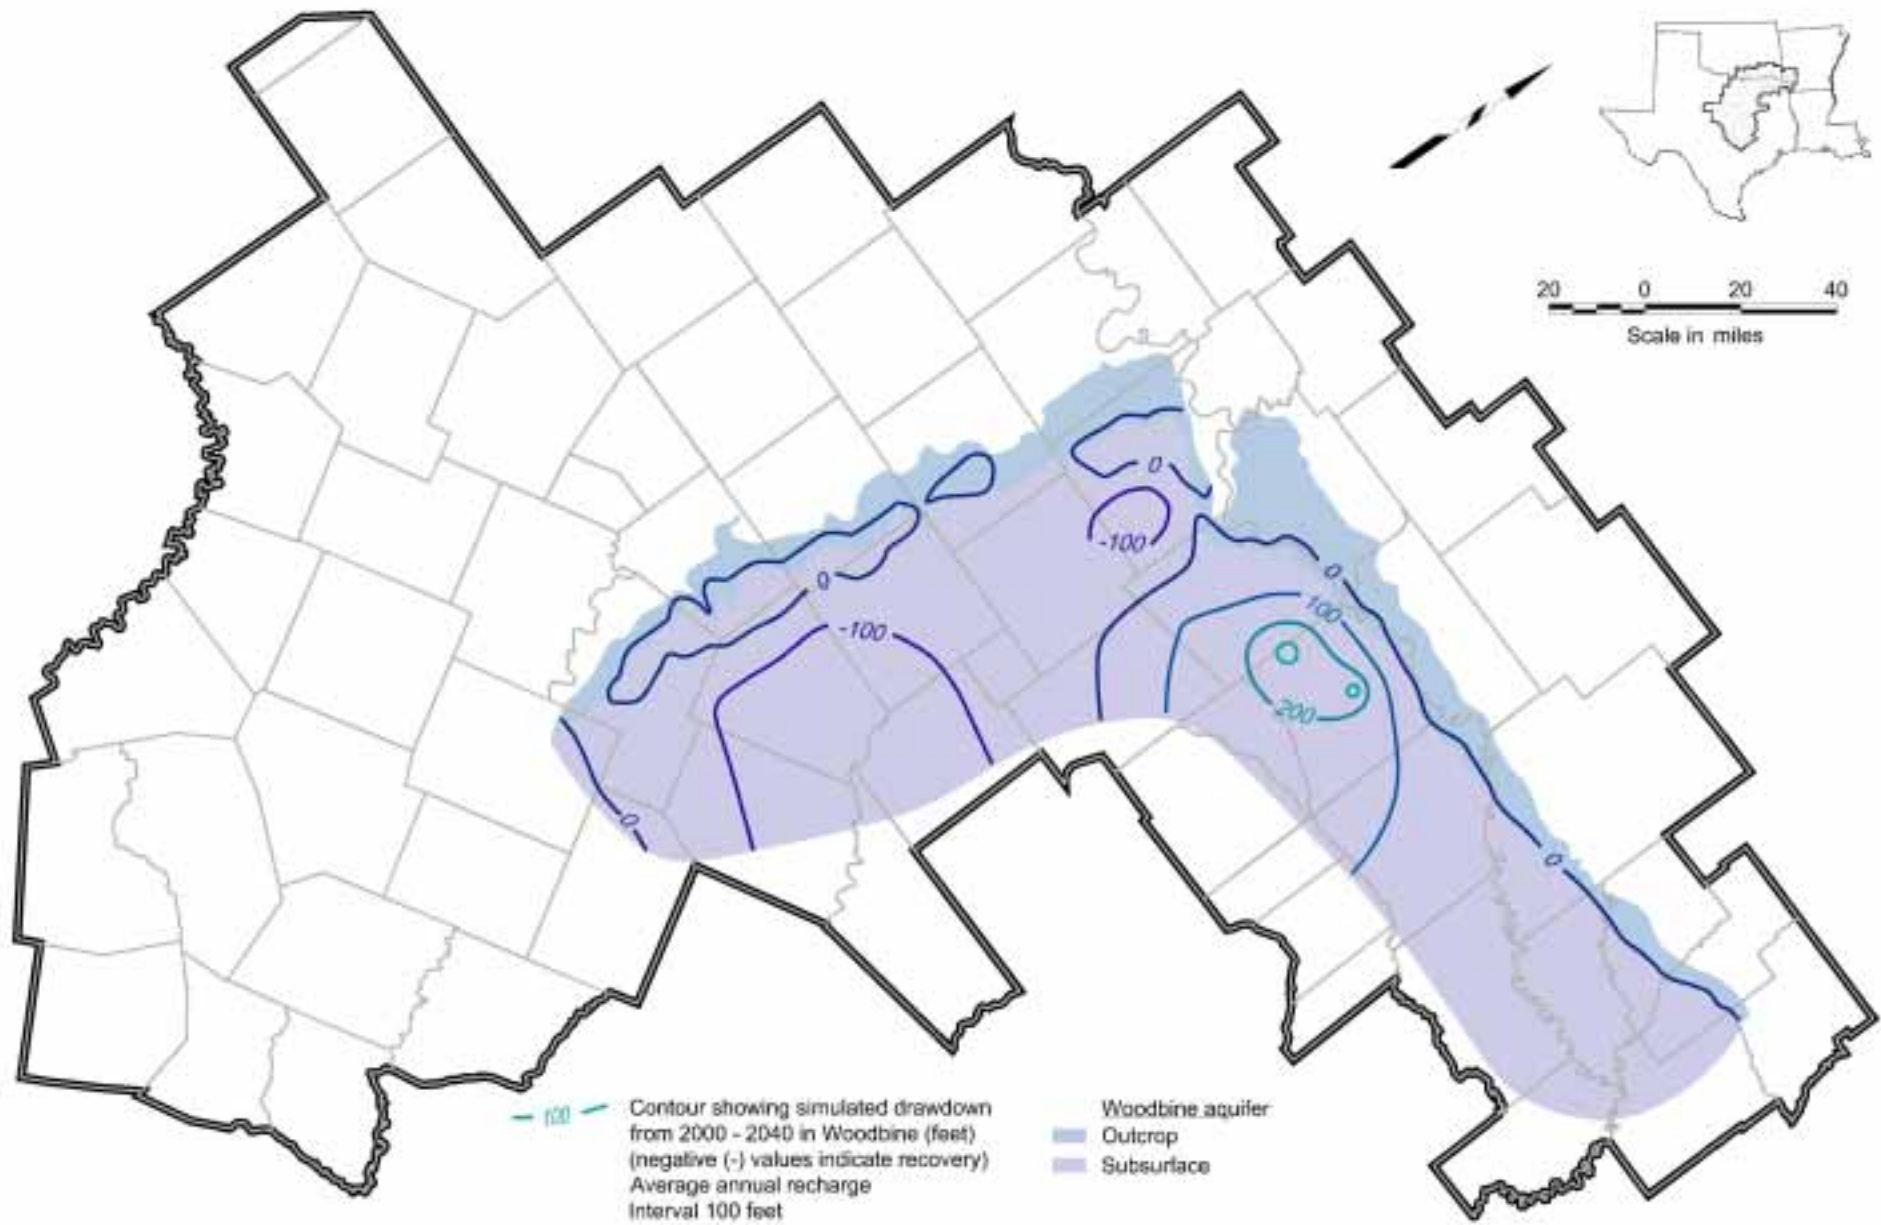 20 0 20 40
Scale in miles
0
-100
0
0
100
-100
200
0
0
100
Contour showing simulated drawdown
from 2000 - 2040 in Woodbine (feet)
(negative (-) values indicate recovery)
Average annual recharge
Interval 100 feet
Woodbine aquifer
Outcrop
Subsurface